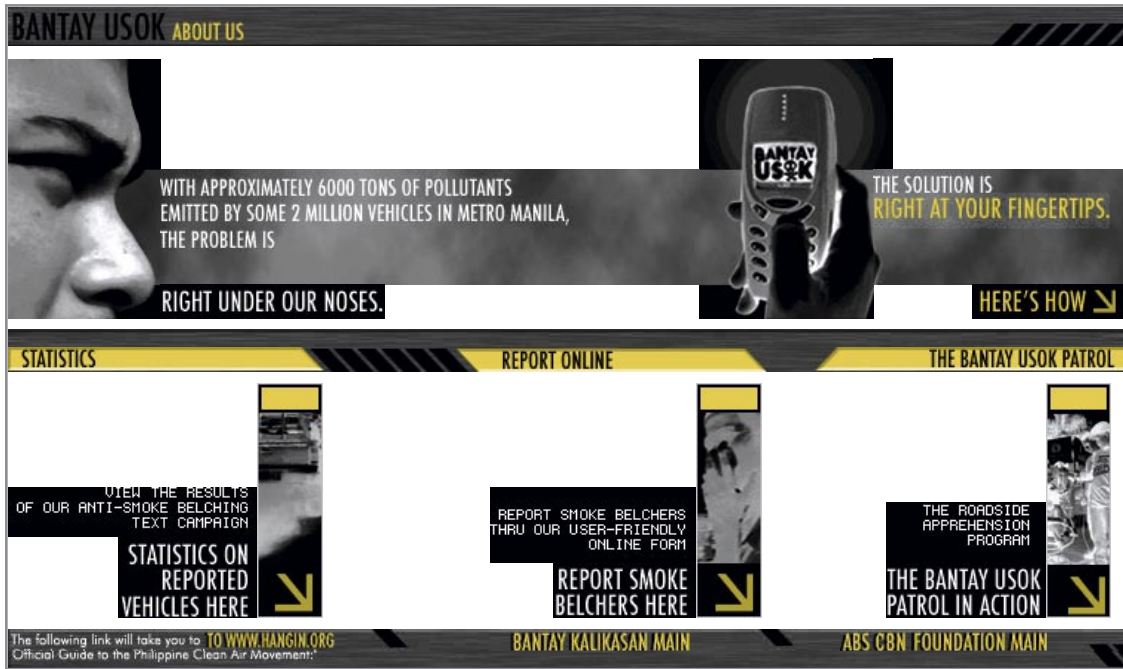 BANTAY USOK ABOUT US
WITH APPROXIMATELY 6000 TONS OF POLLUTANTS
EMITTED BY SOME 2 MILLION VEHICLES IN METRO MANILA,
THE PROBLEM IS
RIGHT UNDER OUR NOSES.
BANTAY
USOK
THE SOLUTION IS
RIGHT AT YOUR FINGERTIPS.
HERE'S HOW
STATISTICS
REPORT ONLINE
THE BANTAY USOK PATROL
VIEW THE RESULTS
OF OUR ANTI-SMOKE BELCHING
TEXT CAMPAIGN
STATISTICS ON
REPORTED
VEHICLES HERE
REPORT SMOKE BELCHERS
THRU OUR USER-FRIENDLY
ONLINE FORM
REPORT SMOKE
BELCHERS HERE
THE ROADSIDE
APPREHENSION
PROGRAM
THE BANTAY USOK
PATROL IN ACTION
The following link will take you to TO WWW.HANGIN.ORG
Official Guide to the Philippine Clean Air Movement:"
BANTAY KALIKASAN MAIN
ABS CBN FOUNDATION MAIN